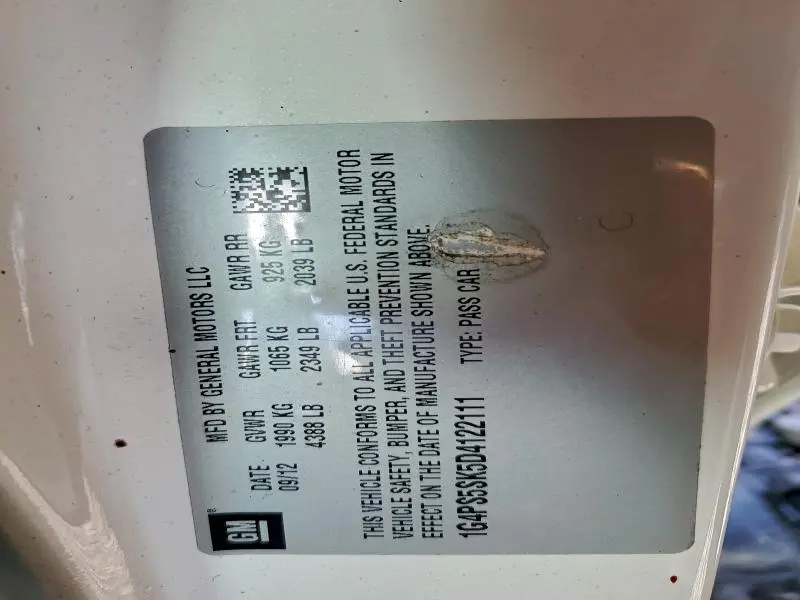 GM®
MFD BY GENERAL MOTORS LLC
DATE GVWR GAWR FRT GAWR RR
09/12 1990 KG 1065 KG 925 KG
4388 LB 2349 LB 2039 LB
THIS VEHICLE CONFORMS TO ALL APPLICABLE U.S. FEDERAL MOTOR
VEHICLE SAFETY, BUMPER, AND THEFT PREVENTION STANDARDS IN
EFFECT ON THE DATE OF MANUFACTURE SHOWN ABOVE.
1G4PS5SK5D4122111 TYPE: PASS CAR